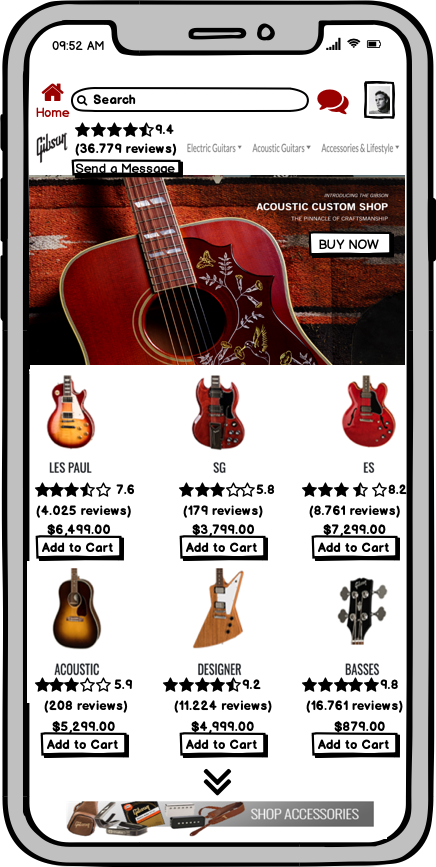 09:52 AM
Home
Search
Gibson
9.4
(36.779 reviews)
Send a Message
Electric Guitars
Acoustic Guitars
Accessories & Lifestyle
INTRODUCING THE GIBSON
ACOUSTIC CUSTOM SHOP
THE PINNACLE OF CRAFTSMANSHIP
BUY NOW
LES PAUL
SG
ES
7.6
5.8
8.2
(4.025 reviews)
(179 reviews)
(8.761 reviews)
$6,499.00
$3,799.00
$7,299.00
Add to Cart
Add to Cart
Add to Cart
ACOUSTIC
DESIGNER
BASSES
5.9
9.2
9.8
(208 reviews)
(11.224 reviews)
(16.761 reviews)
$5,299.00
$4,999.00
$879.00
Add to Cart
Add to Cart
Add to Cart
SHOP ACCESSORIES